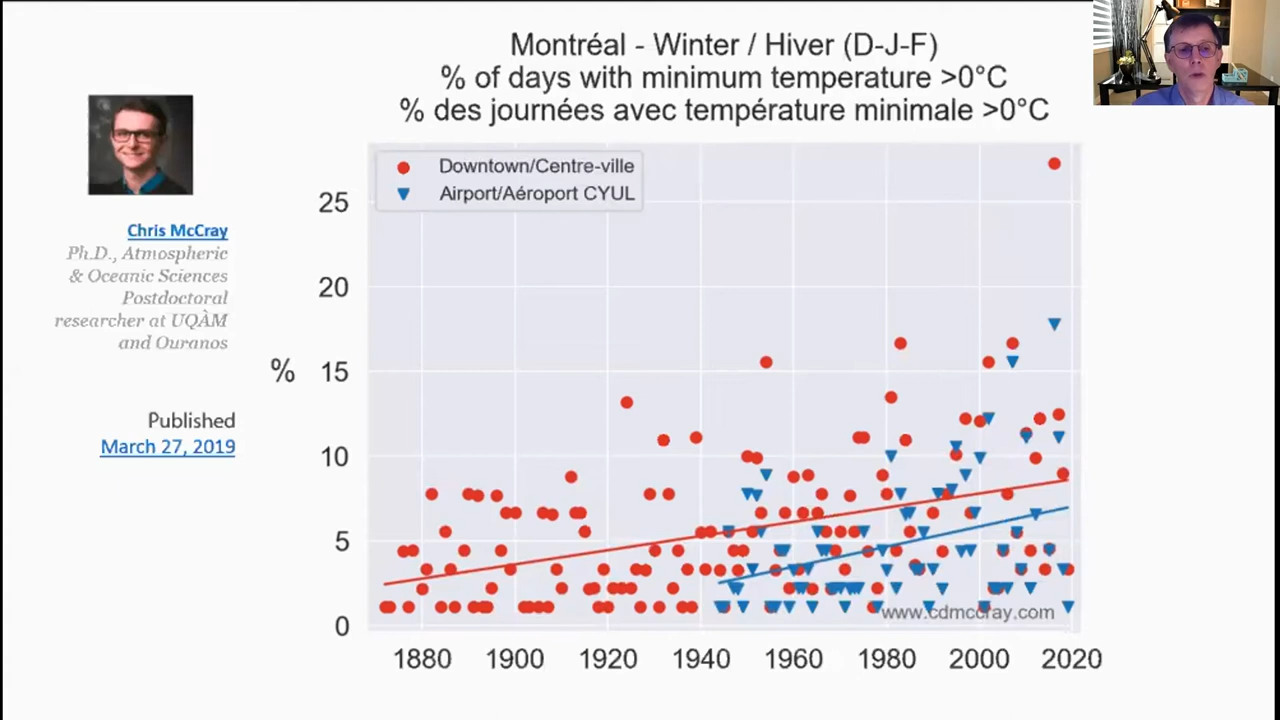 Montréal - Winter / Hiver (D-J-F)
% of days with minimum temperature >0°C
% des journées avec température minimale >0°C
Chris McCray
Ph.D., Atmospheric
& Oceanic Sciences
Postdoctoral
researcher at UQÀM
and Ouranos
Published
March 27, 2019
Downtown/Centre-ville
Airport/Aéroport CYUL
%
25
20
15
10
5
0
www.cdmccray.com
1880 1900 1920 1940 1960 1980 2000 2020